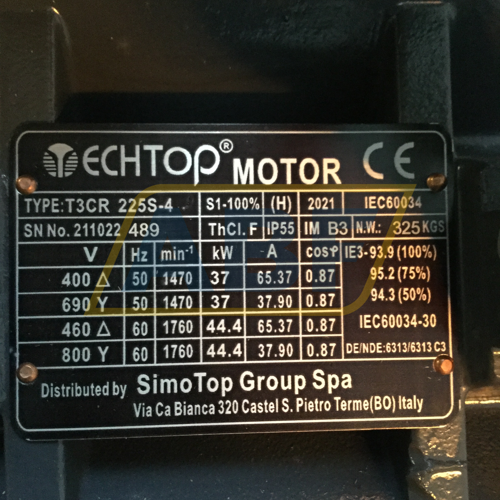 TECHTOP® MOTOR CE
TYPE:T3CR 225S-4 S1-100% (H) 2021 IEC60034
SN No. 211022 489 ThCl. F IP55 IM B3 N.W.: 325 KGS
V Hz min⁻¹ kW A cosφ IE3-93.9 (100%)
400 Δ 50 1470 37 65.37 0.87 95.2 (75%)
690 Y 50 1470 37 37.90 0.87 94.3 (50%)
460 Δ 60 1760 44.4 65.37 0.87 IEC60034-30
800 Y 60 1760 44.4 37.90 0.87 DE/NDE:6313/6313 C3
Distributed by SimoTop Group Spa
Via Ca Bianca 320 Castel S. Pietro Terme(BO) Italy